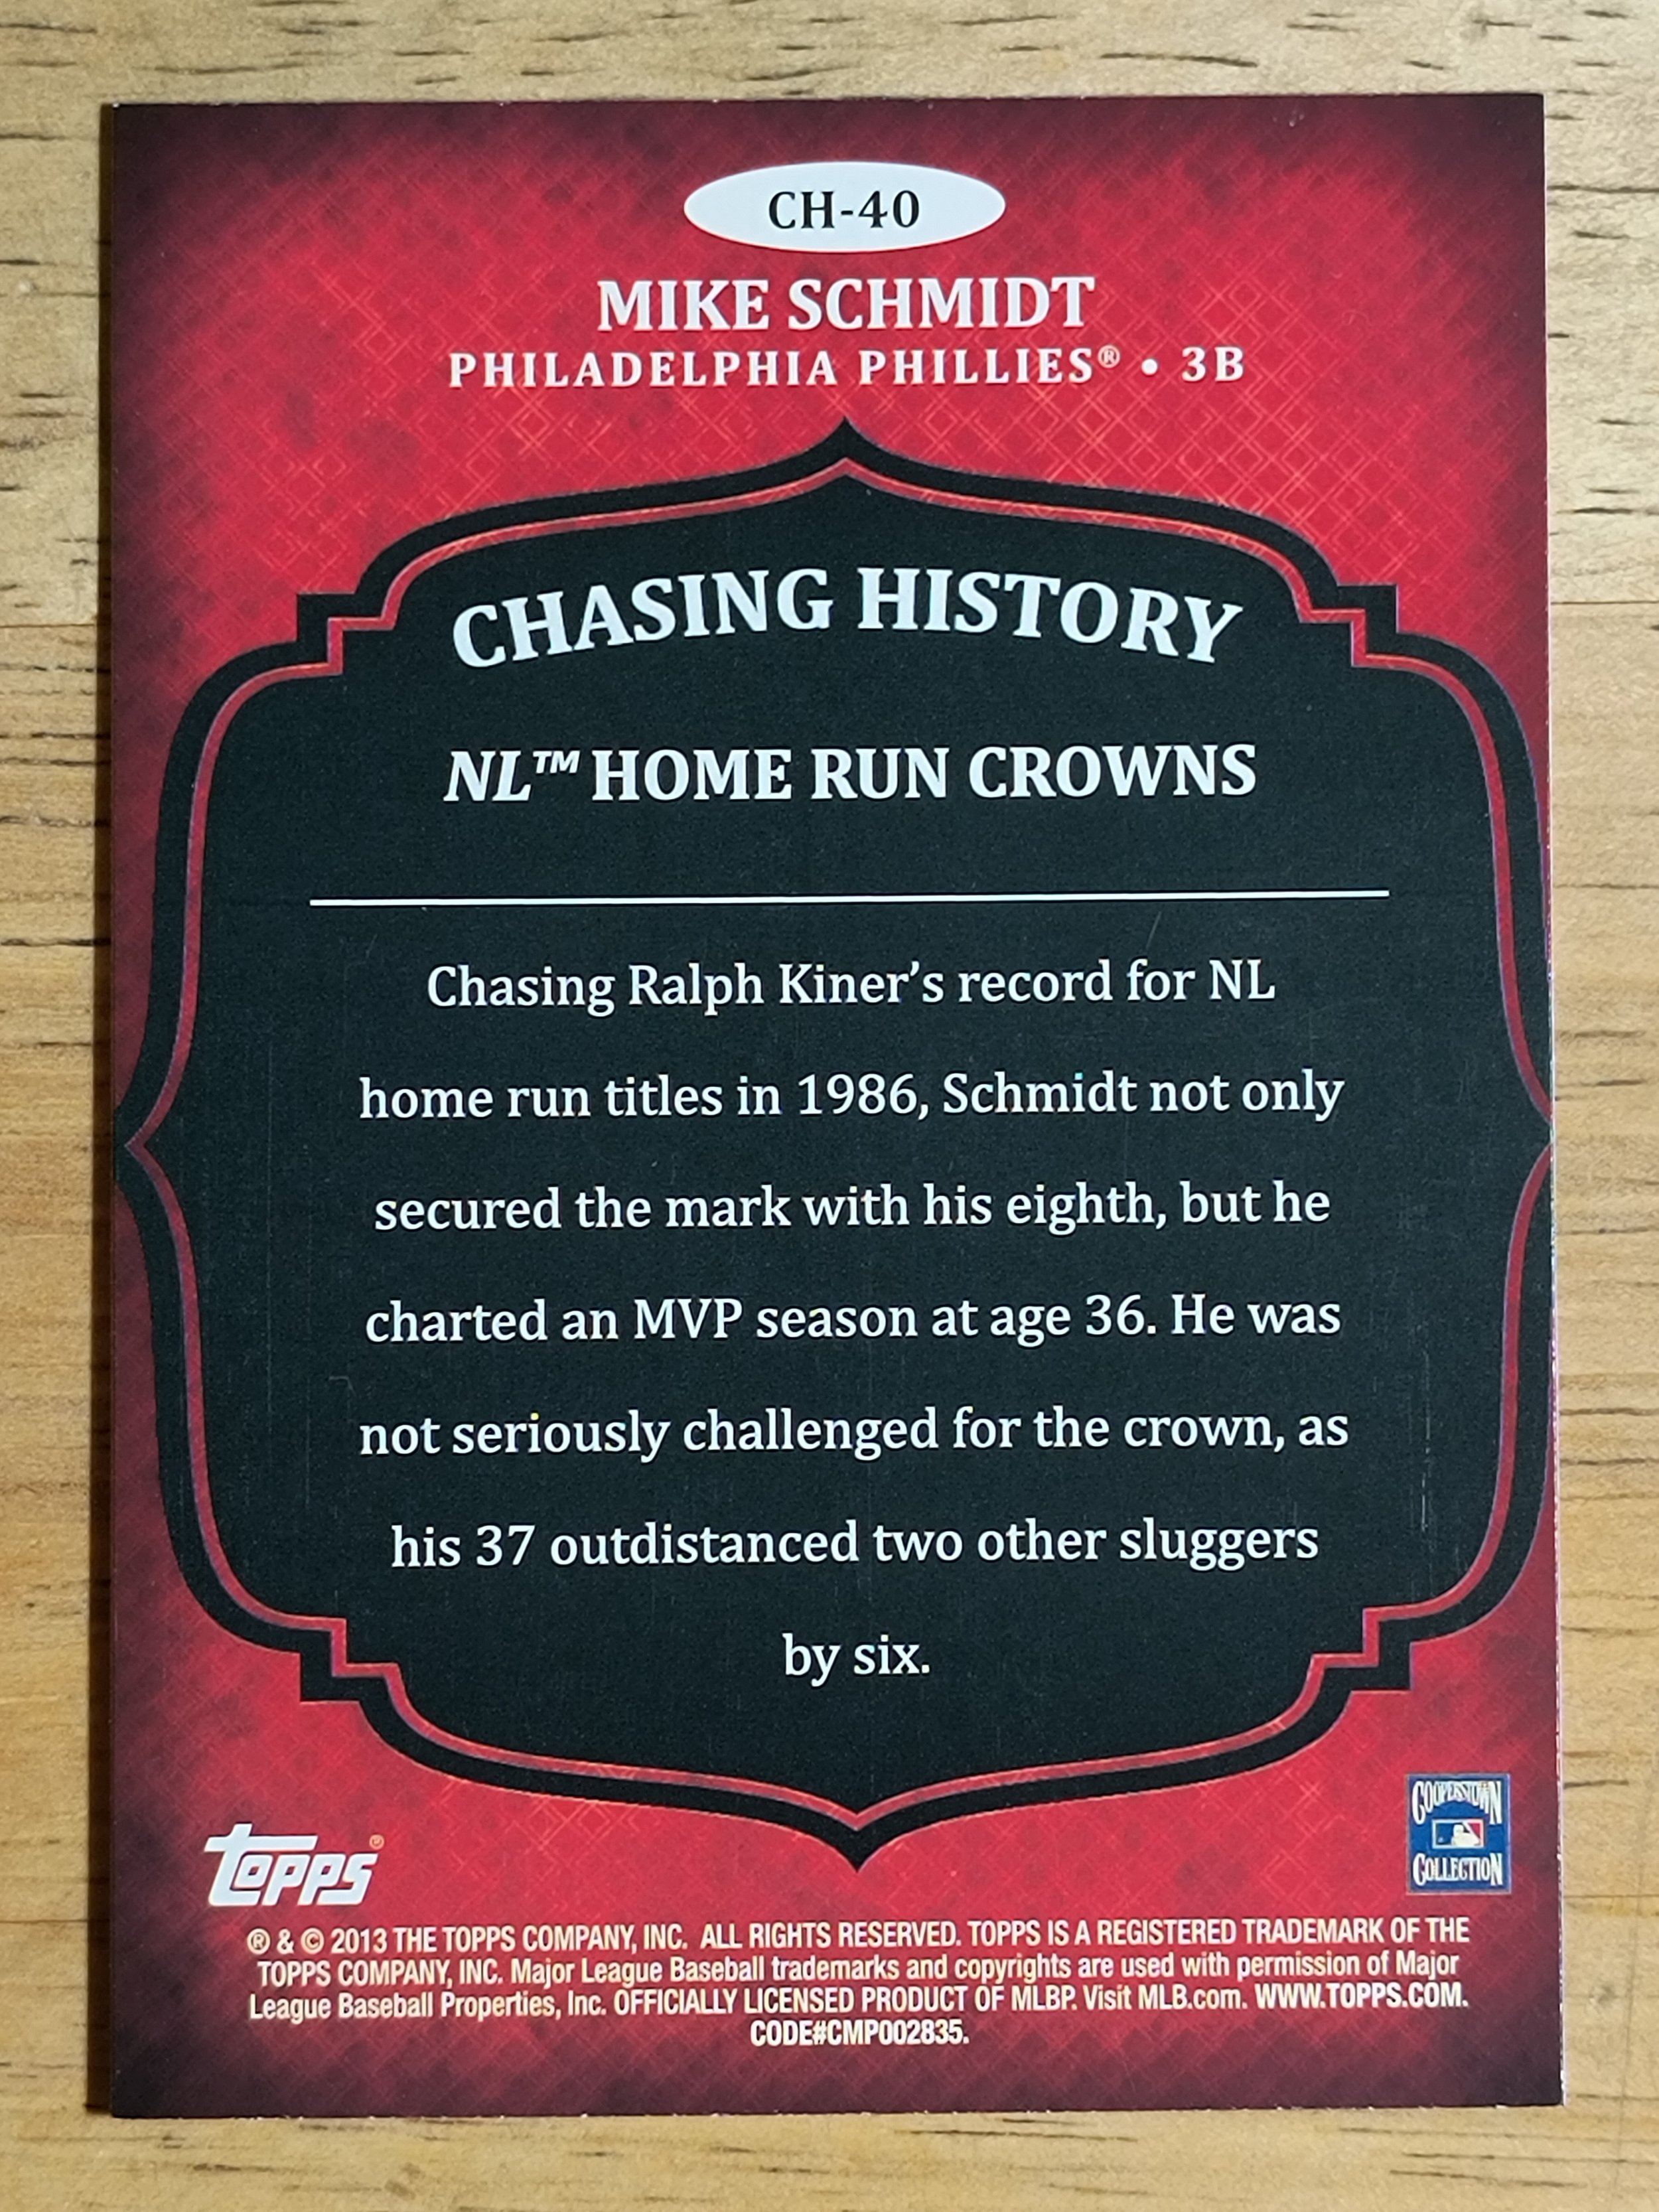 CH-40
MIKE SCHMIDT
PHILADELPHIA PHILLIES® • 3B
CHASING HISTORY
NL™ HOME RUN CROWNS
Chasing Ralph Kiner's record for NL
home run titles in 1986, Schmidt not only
secured the mark with his eighth, but he
charted an MVP season at age 36. He was
not seriously challenged for the crown, as
his 37 outdistanced two other sluggers
by six.
COOPERSTOWN
COLLECTION
TOPPS®
® & © 2013 THE TOPPS COMPANY, INC. ALL RIGHTS RESERVED. TOPPS IS A REGISTERED TRADEMARK OF THE
TOPPS COMPANY, INC. Major League Baseball trademarks and copyrights are used with permission of Major
League Baseball Properties, Inc. OFFICIALLY LICENSED PRODUCT OF MLBP. Visit MLB.com. WWW.TOPPS.COM.
CODE#CMP002835.